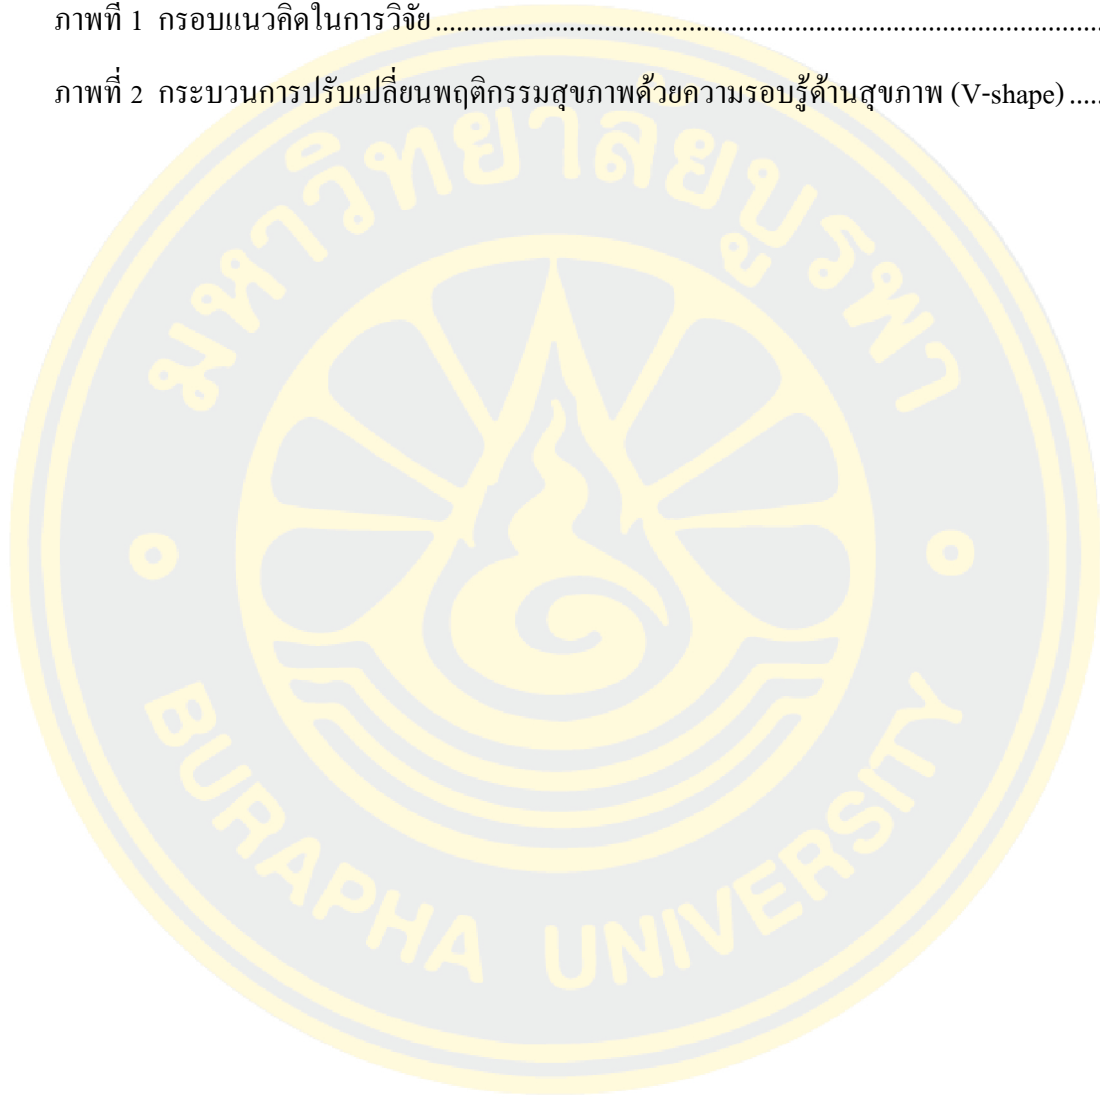 ภาพที่ 1 กรอบแนวคิดในการวิจัย ................................................................................................
ภาพที่ 2 กระบวนการปรับเปลี่ยนพฤติกรรมสุขภาพด้วยความรอบรู้ด้านสุขภาพ (V-shape) .....
มหาวิทยาลัยบูรพา
BURAPHA UNIVERSITY